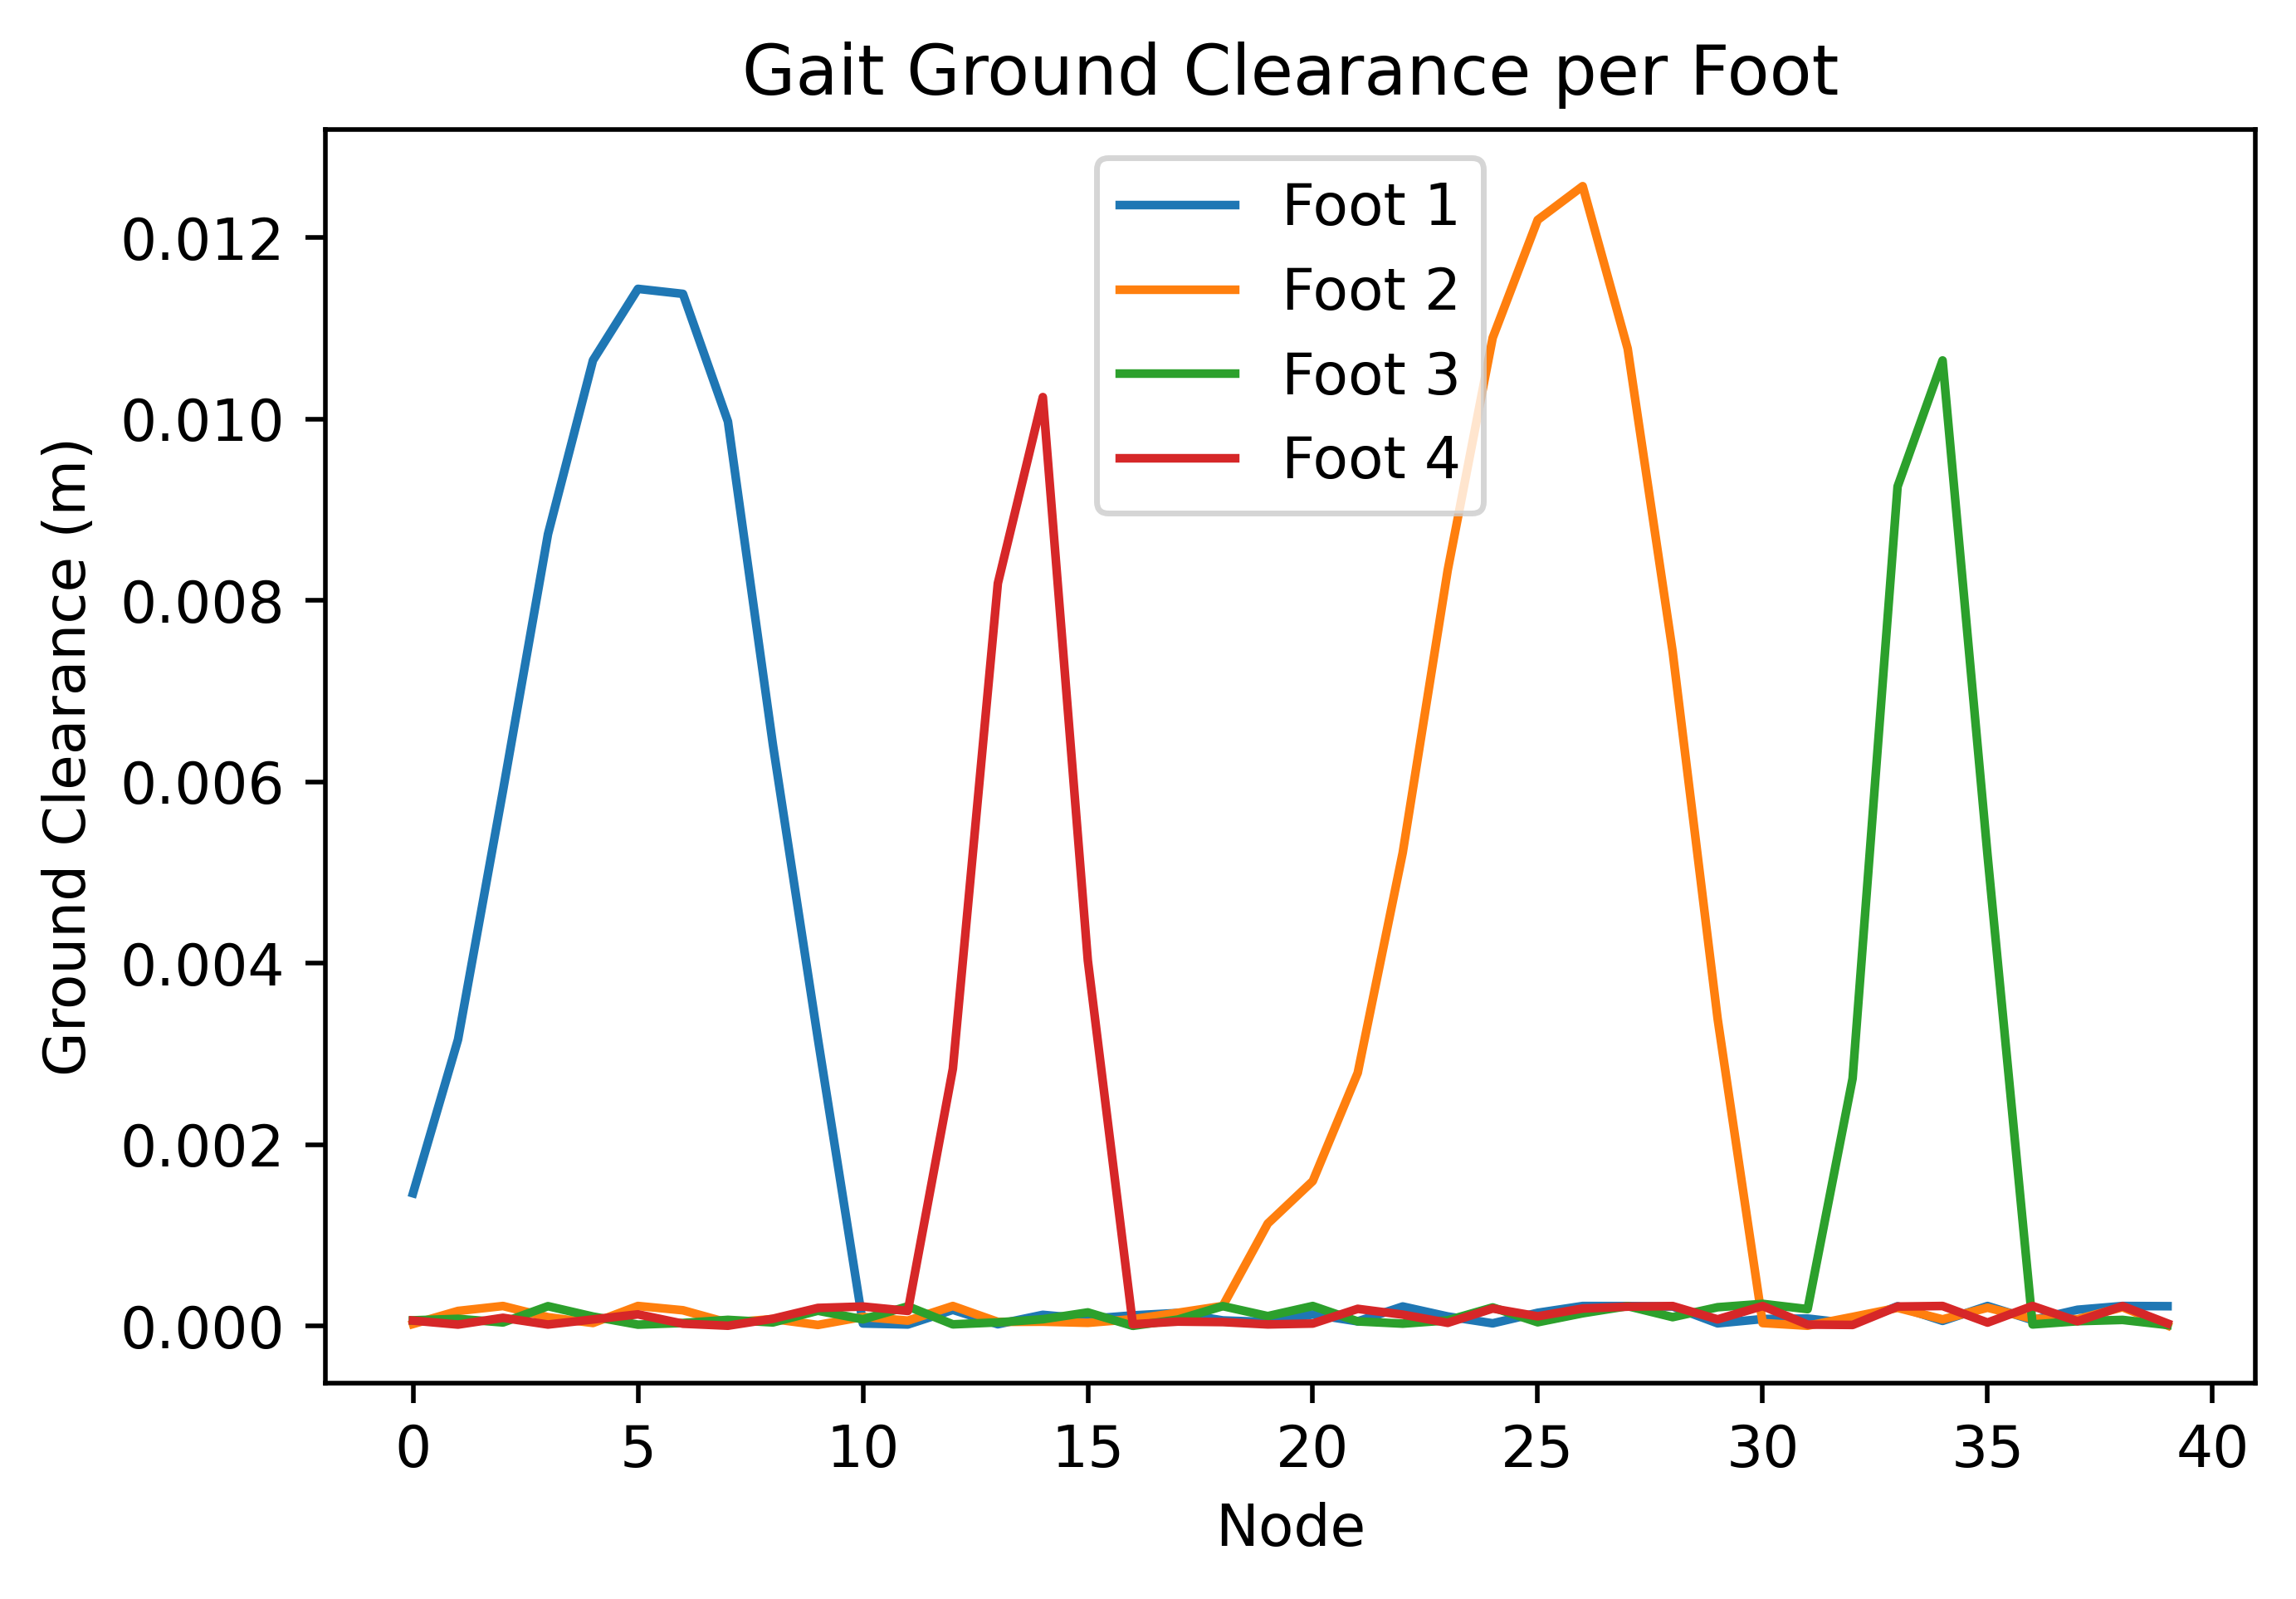 Gait Ground Clearance per Foot
Foot 1
Foot 2
Foot 3
Foot 4
0.012
0.010
0.008
0.006
0.004
0.002
0.000
Ground Clearance (m)
0 5 10 15 20 25 30 35 40
Node